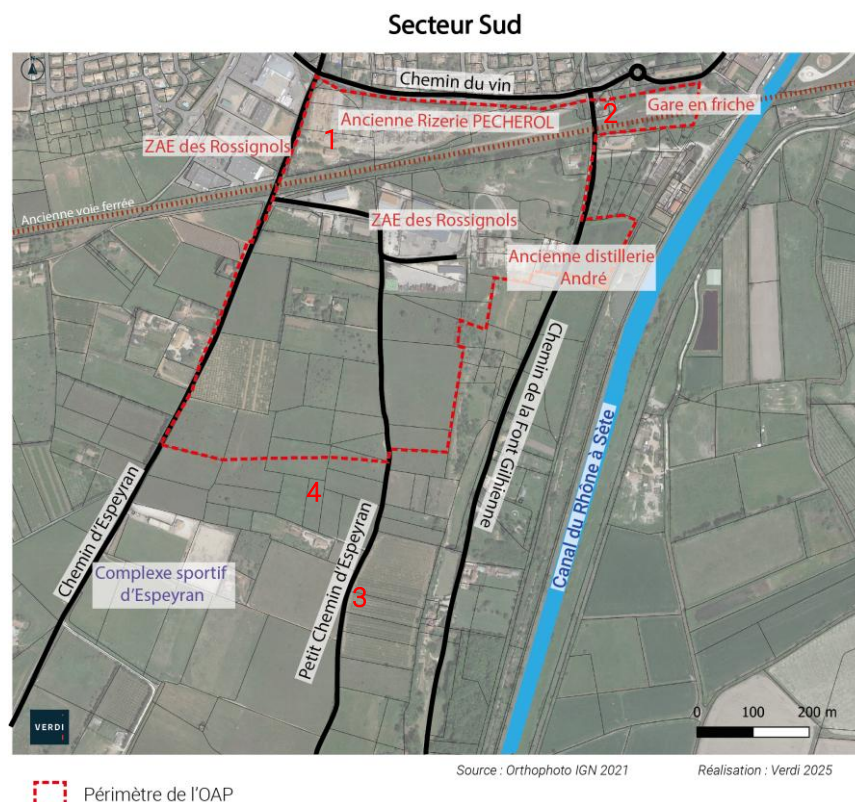 Secteur Sud
Chemin du vin
2
Gare en friche
Ancienne Rizerie PECHEROL
1
ZAE des Rossignols
Ancienne voie ferrée
ZAE des Rossignols
Ancienne distillerie
André
Chemin de la Font Gilhienne
Canal du Rhône à Sète
4
Chemin d'Espeyran
Petit Chemin d'Espeyran
Complexe sportif
d'Espeyran
3
0 100 200 m
VERDI
Source : Orthophoto IGN 2021
Réalisation : Verdi 2025
Périmètre de l'OAP